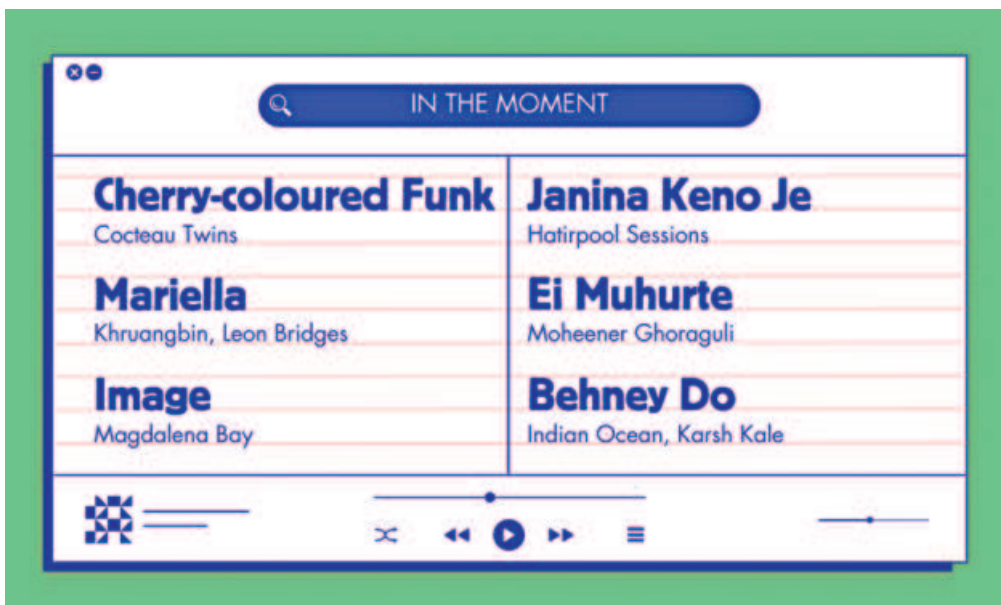 IN THE MOMENT
Cherry-coloured Funk
Cocteau Twins
Mariella
Khruangbin, Leon Bridges
Image
Magdalena Bay
Janina Keno Je
Hatirpool Sessions
Ei Muhurte
Moheener Ghoraguli
Behney Do
Indian Ocean, Karsh Kale